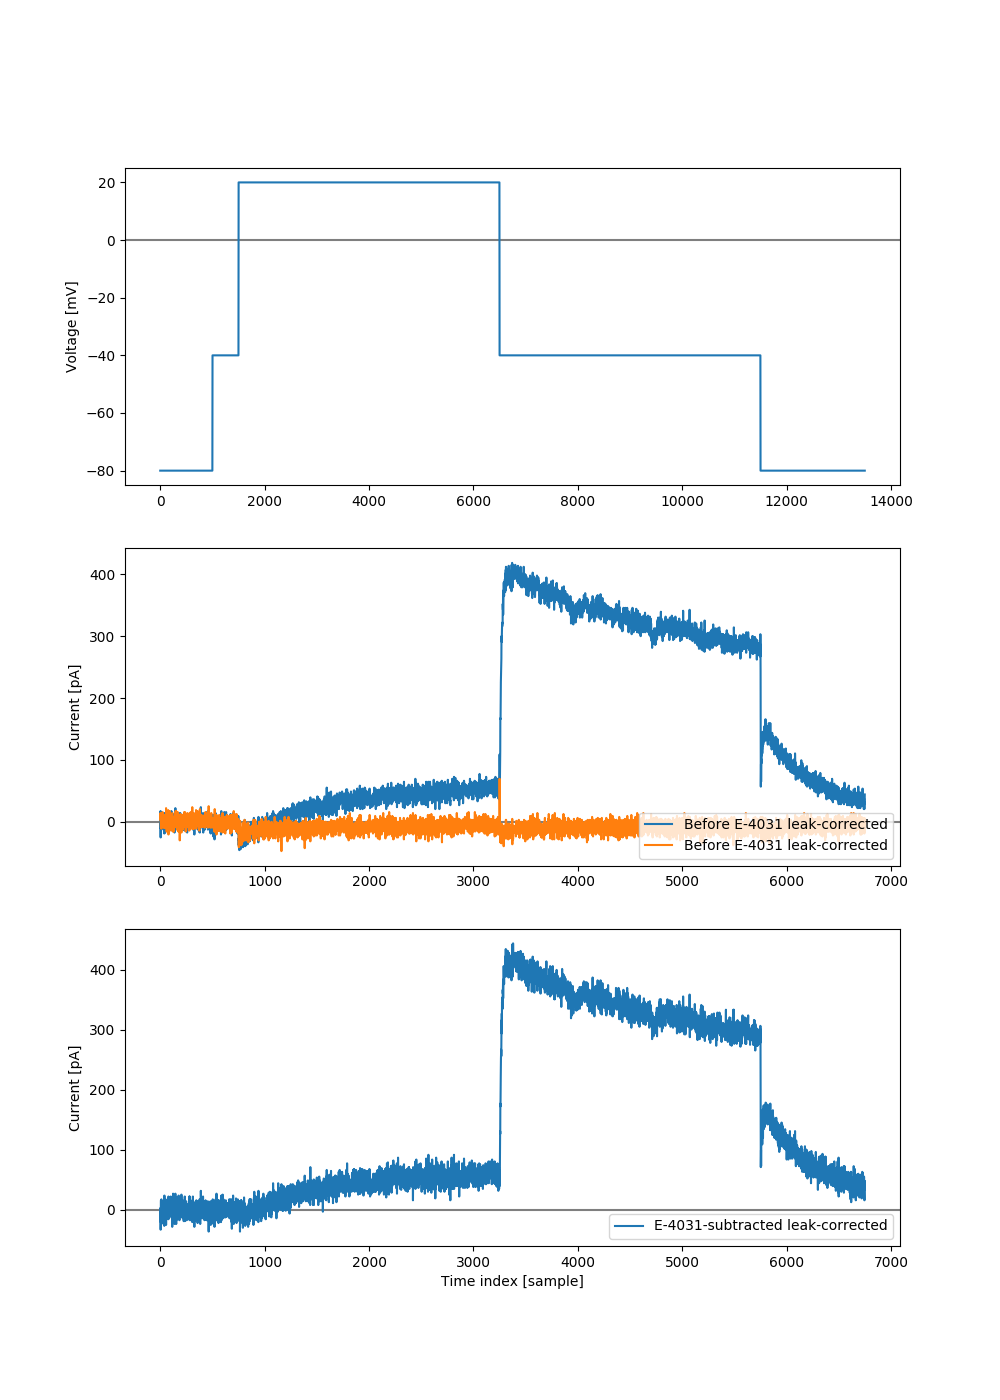 20
0
−20
−40
−60
−80
Voltage [mV]
0 2000 4000 6000 8000 10000 12000 14000
400
300
200
100
0
Current [pA]
Before E-4031 leak-corrected
Before E-4031 leak-corrected
0 1000 2000 3000 4000 5000 6000 7000
400
300
200
100
0
Current [pA]
E-4031-subtracted leak-corrected
0 1000 2000 3000 4000 5000 6000 7000
Time index [sample]